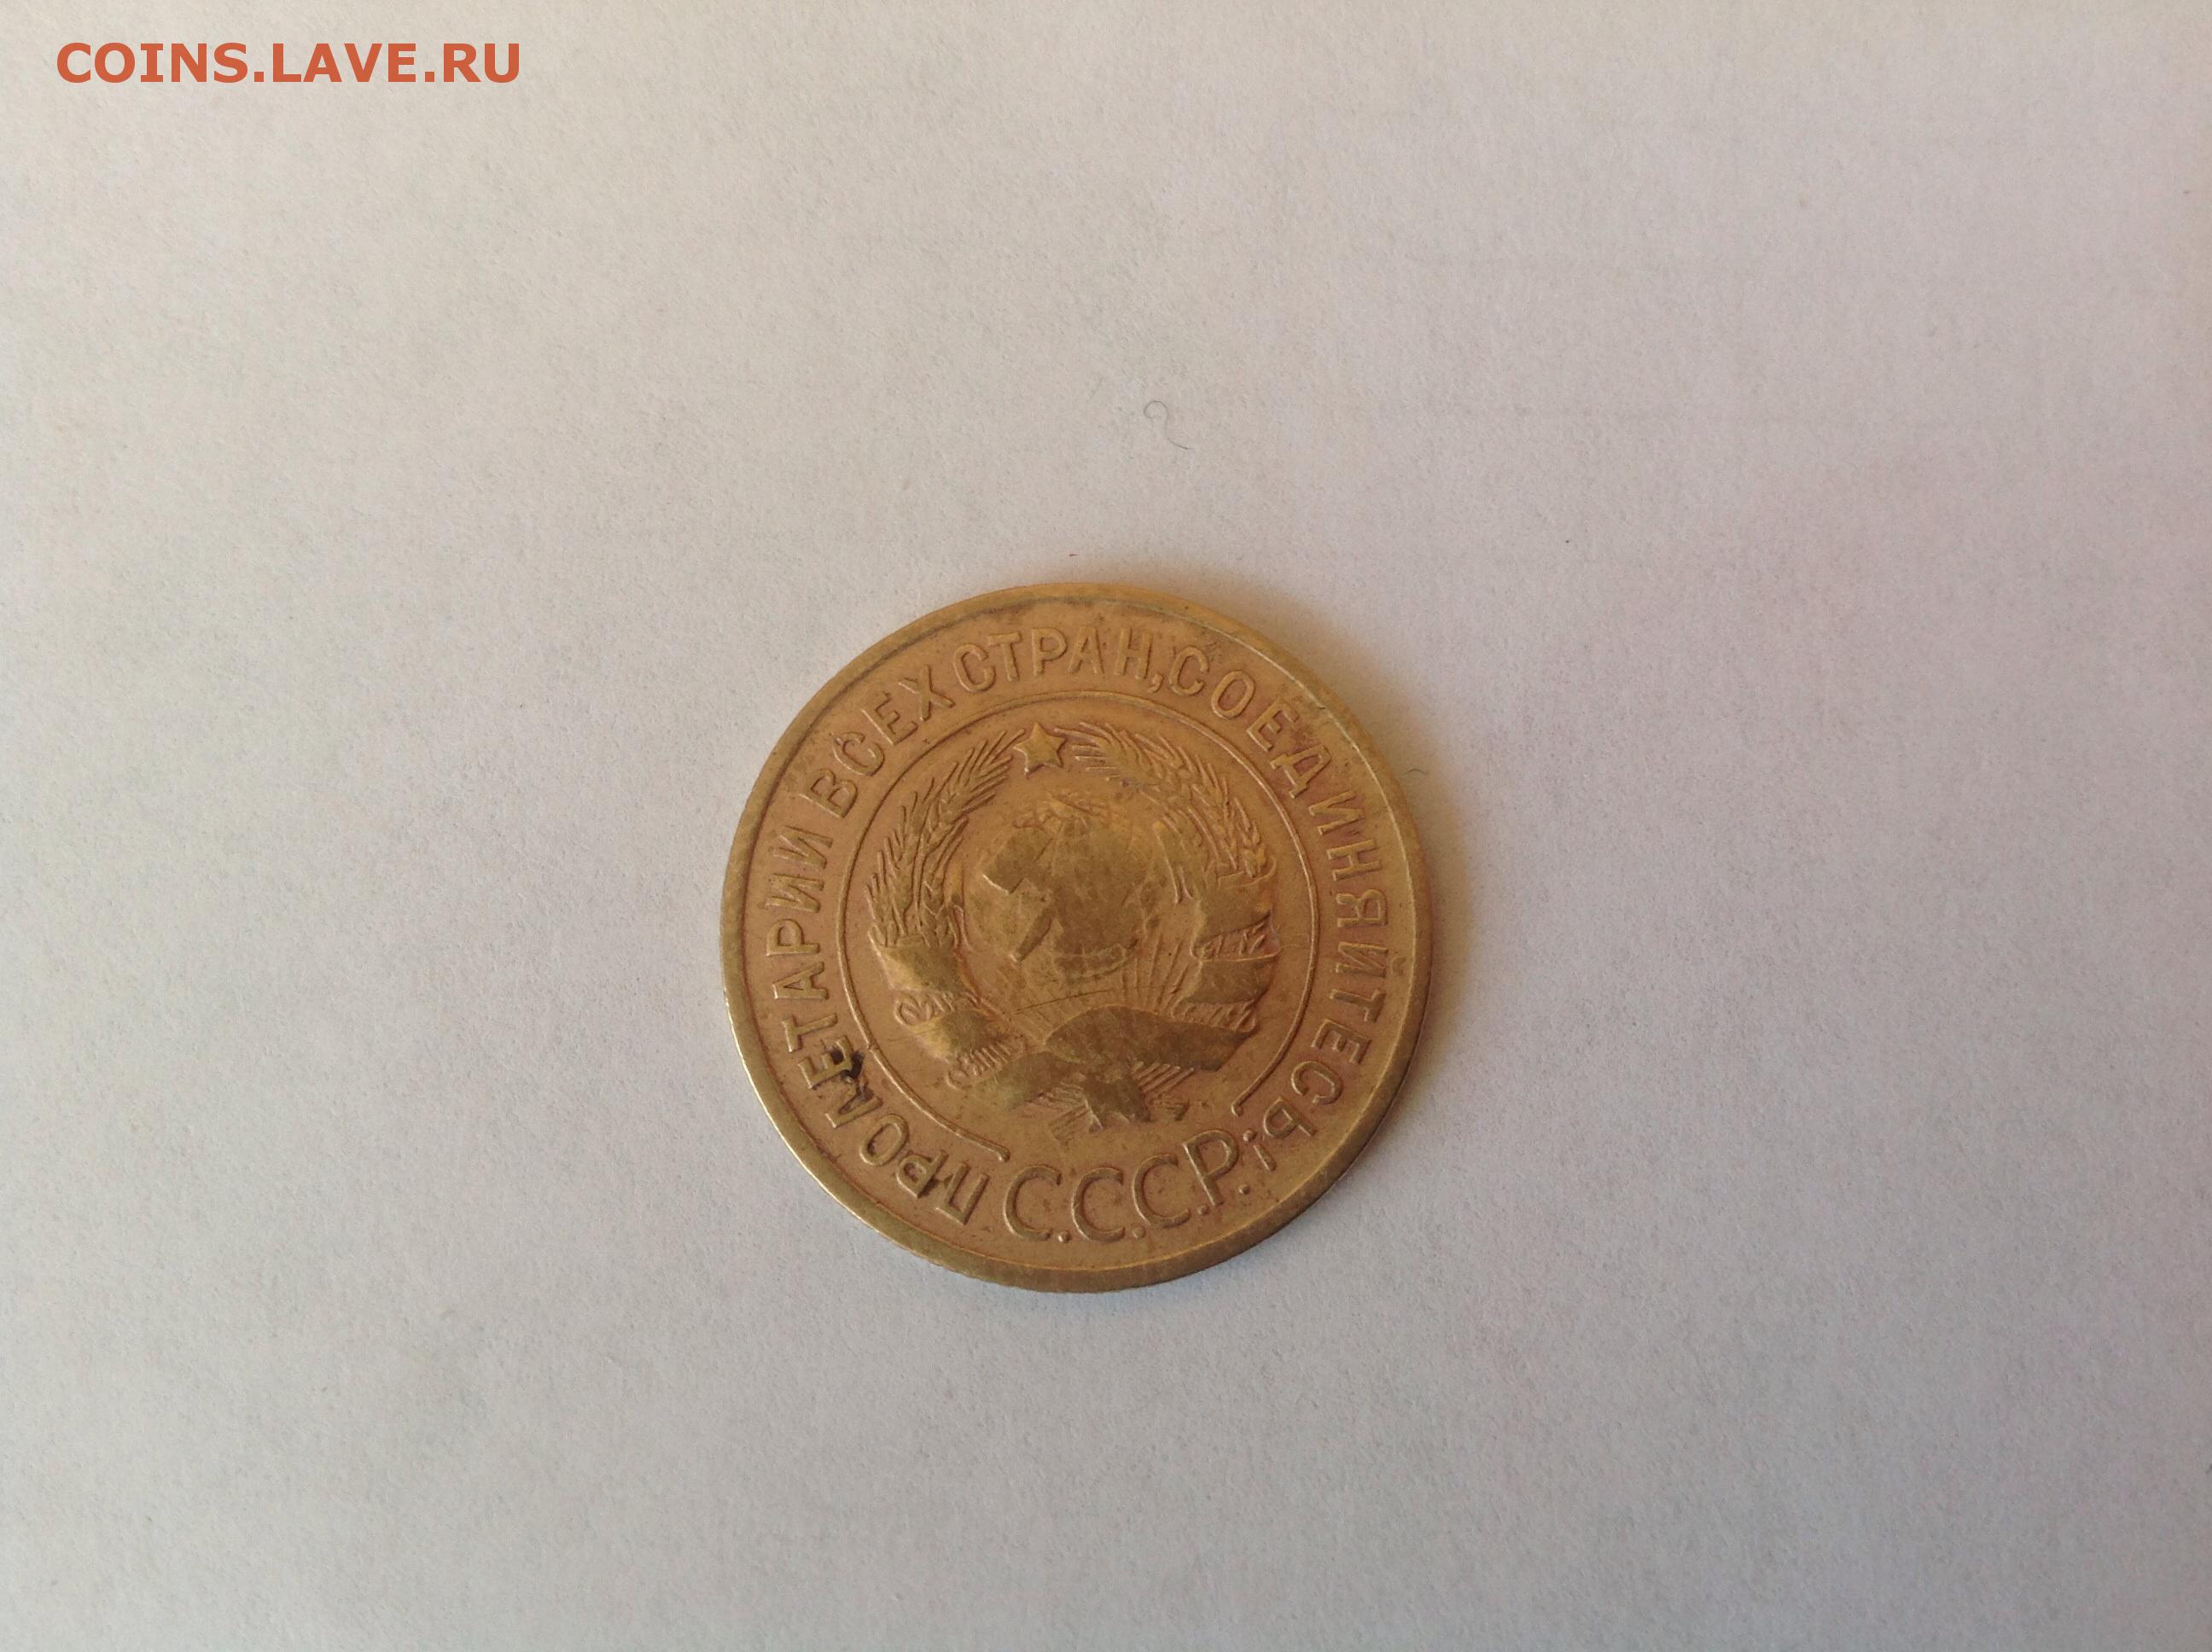 COINS.LAVE.RU
ПРОЛЕТАРИИ ВСЕХ СТРАН, СОЕДИНЯЙТЕСЬ!
С.С.С.Р.